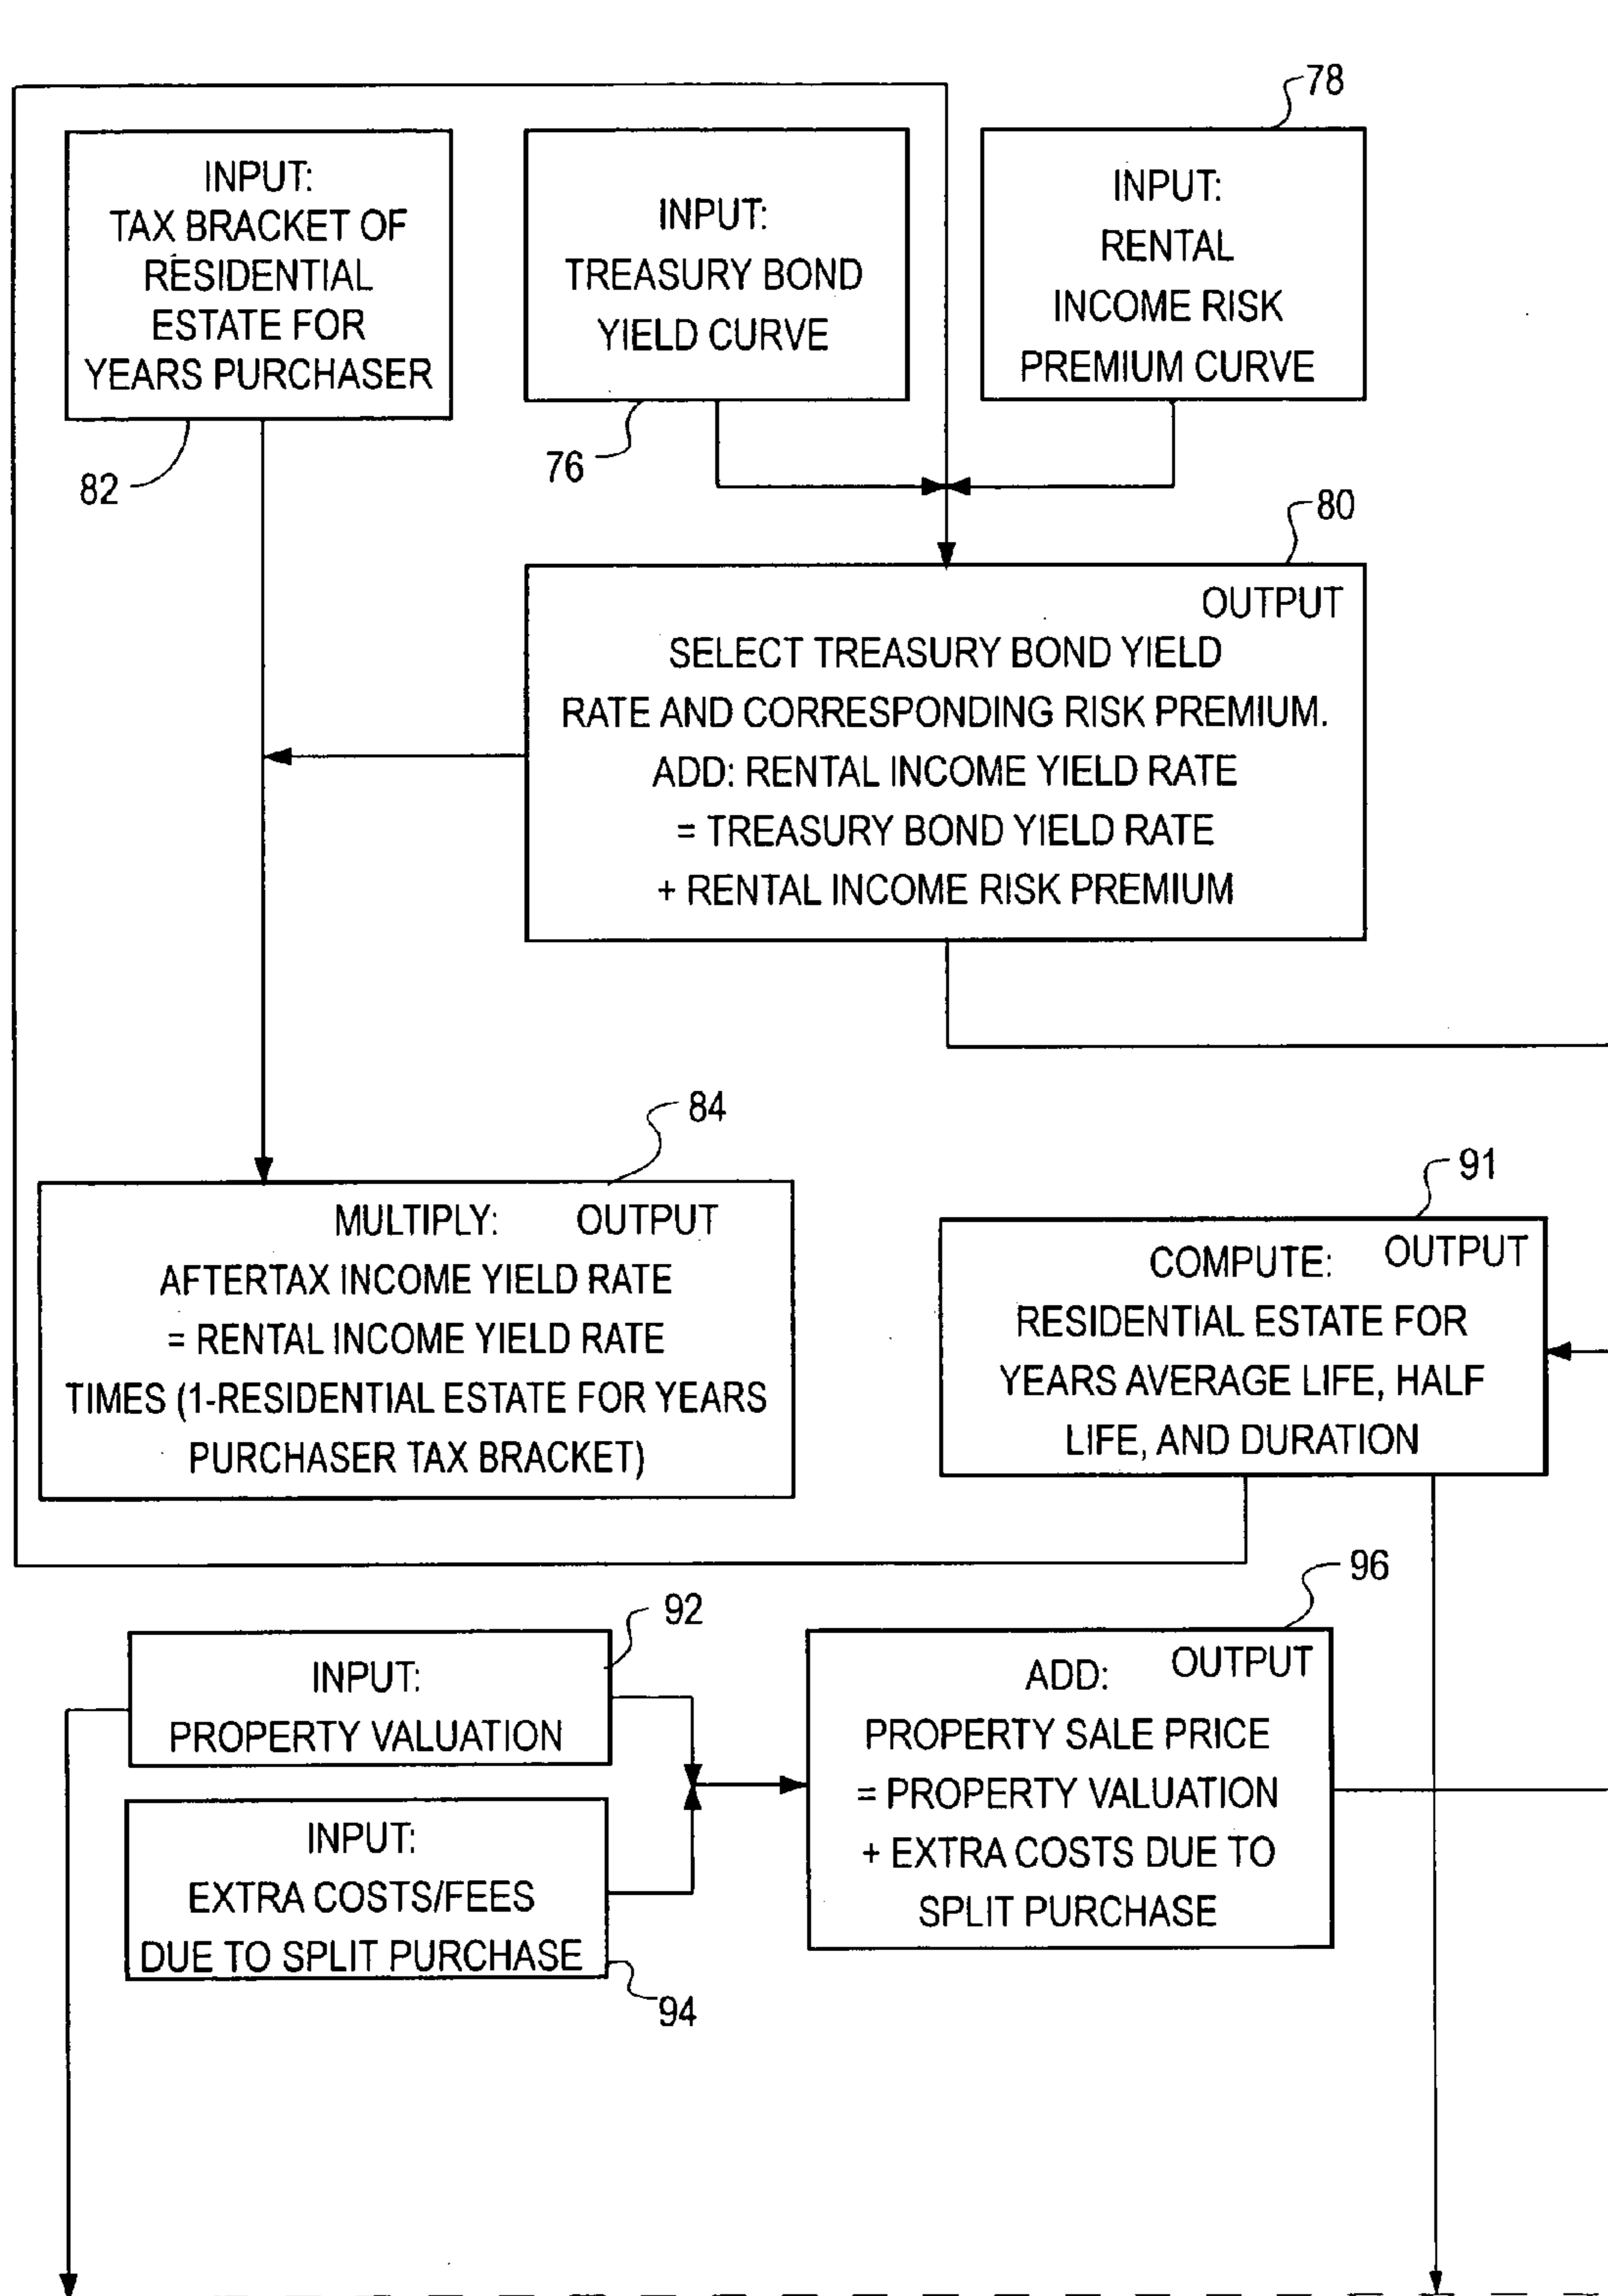 78
INPUT:
TAX BRACKET OF
RESIDENTIAL
ESTATE FOR
YEARS PURCHASER
82
INPUT:
TREASURY BOND
YIELD CURVE
76
INPUT:
RENTAL
INCOME RISK
PREMIUM CURVE
80
OUTPUT
SELECT TREASURY BOND YIELD
RATE AND CORRESPONDING RISK PREMIUM.
ADD: RENTAL INCOME YIELD RATE
= TREASURY BOND YIELD RATE
+ RENTAL INCOME RISK PREMIUM
84
MULTIPLY: OUTPUT
AFTERTAX INCOME YIELD RATE
= RENTAL INCOME YIELD RATE
TIMES (1-RESIDENTIAL ESTATE FOR YEARS
PURCHASER TAX BRACKET)
91
COMPUTE: OUTPUT
RESIDENTIAL ESTATE FOR
YEARS AVERAGE LIFE, HALF
LIFE, AND DURATION
92
INPUT:
PROPERTY VALUATION
INPUT:
EXTRA COSTS/FEES
DUE TO SPLIT PURCHASE
94
96
ADD: OUTPUT
PROPERTY SALE PRICE
= PROPERTY VALUATION
+ EXTRA COSTS DUE TO
SPLIT PURCHASE